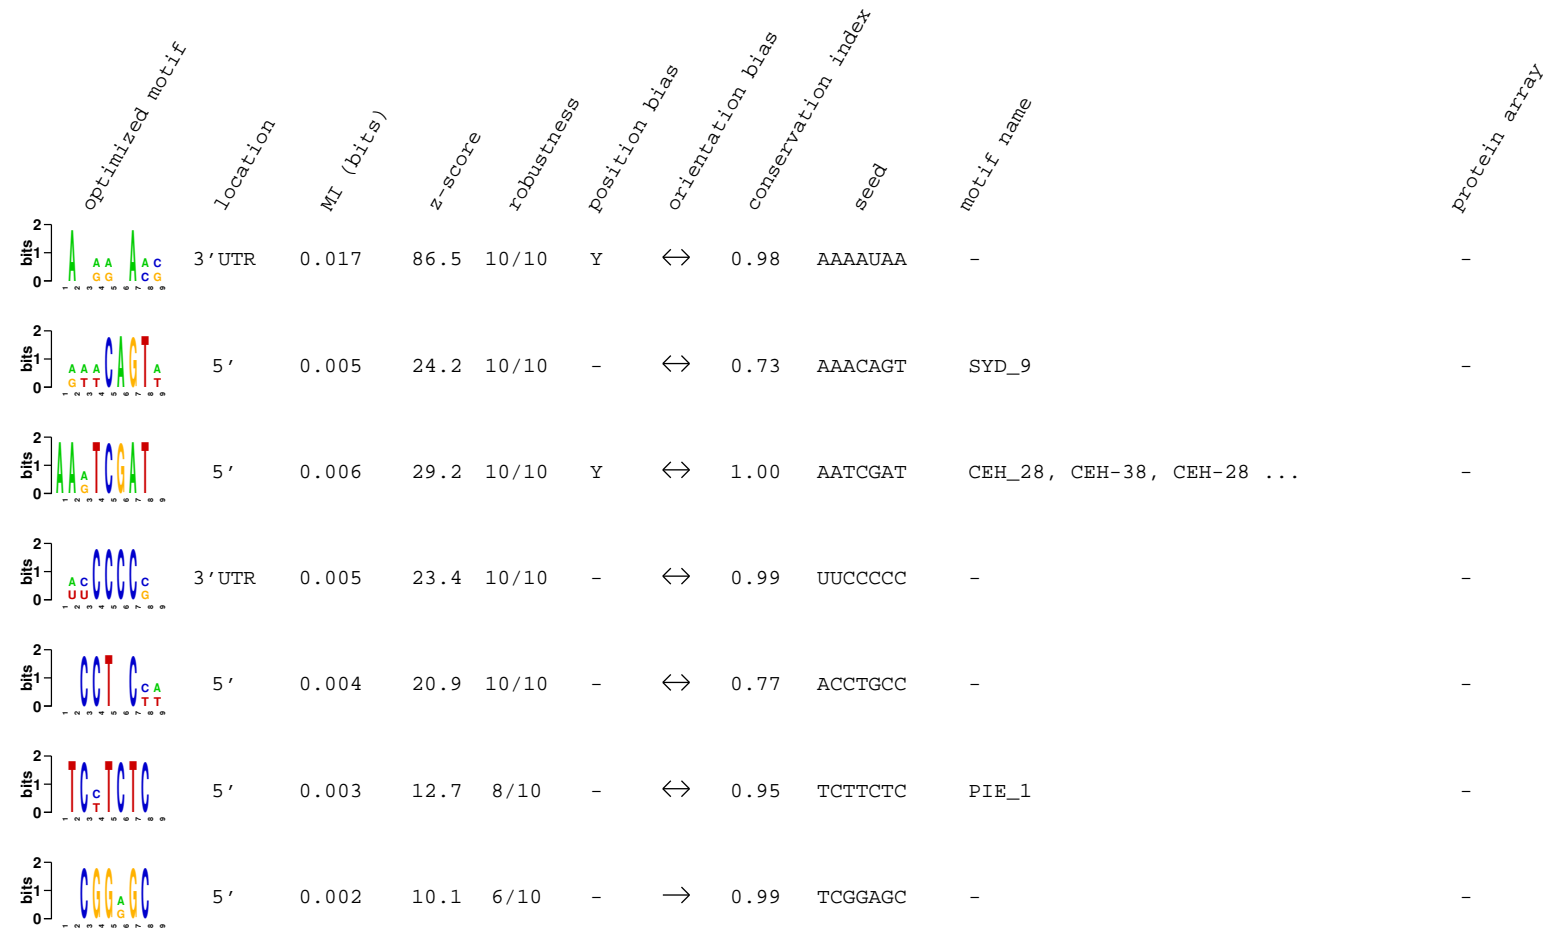 optimized motif location MI (bits) z-score robustness position bias orientation bias conservation index seed motif name protein array
3'UTR 0.017 86.5 10/10 Y ↔ 0.98 AAAAUAA - -
5' 0.005 24.2 10/10 - ↔ 0.73 AAACAGT SYD_9 -
5' 0.006 29.2 10/10 Y ↔ 1.00 AATCGAT CEH_28, CEH-38, CEH-28 ... -
3'UTR 0.005 23.4 10/10 - ↔ 0.99 UUCCCCC - -
5' 0.004 20.9 10/10 - ↔ 0.77 ACCTGCC - -
5' 0.003 12.7 8/10 - ↔ 0.95 TCTTCTC PIE_1 -
5' 0.002 10.1 6/10 - → 0.99 TCGGAGC - -